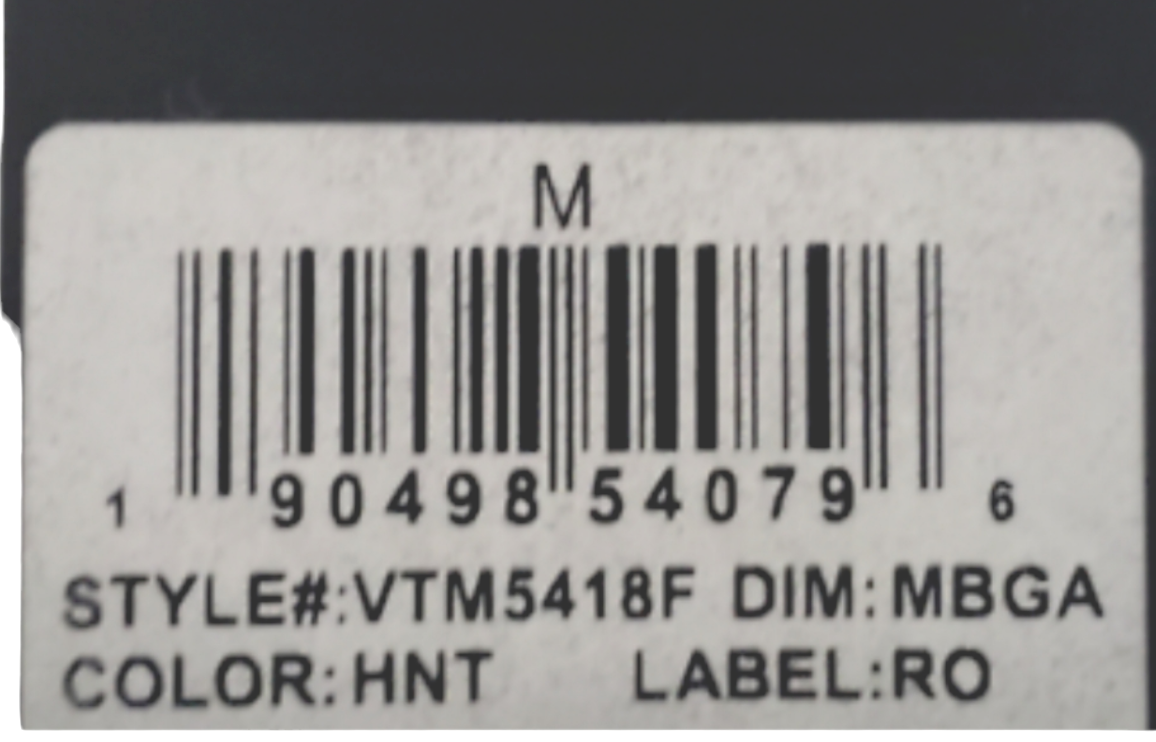 M
1 90498 54079 6
STYLE#:VTM5418F DIM:MBGA
COLOR:HNT LABEL:RO